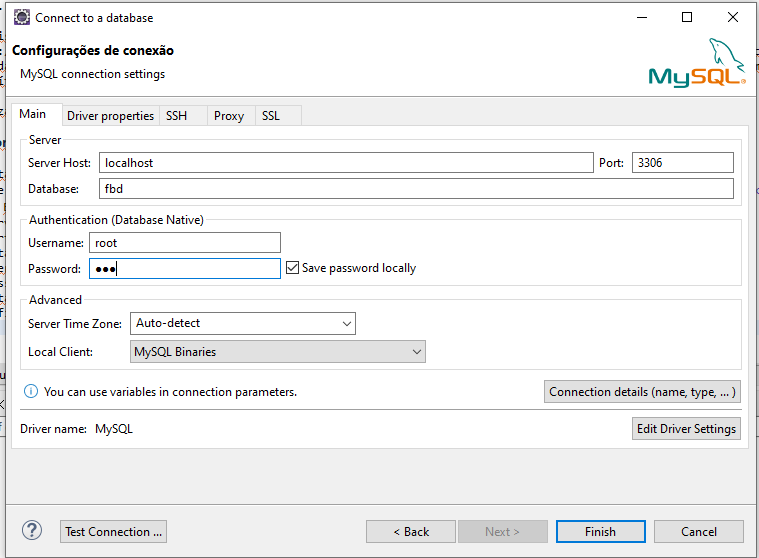 Connect to a database
Configurações de conexão
MySQL connection settings
MySQL
Main Driver properties SSH Proxy SSL
Server
Server Host: localhost Port: 3306
Database: fbd
Authentication (Database Native)
Username: root
Password: ●●●
Save password locally
Advanced
Server Time Zone: Auto-detect
Local Client: MySQL Binaries
You can use variables in connection parameters.
Connection details (name, type, ... )
Driver name: MySQL
Edit Driver Settings
Test Connection ... < Back Next > Finish Cancel